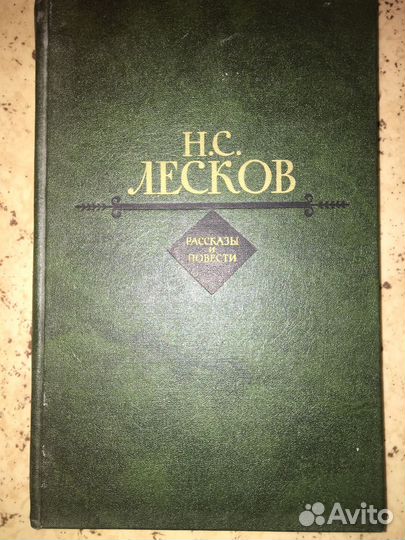 Н.С.
ЛЕСКОВ
РАССКАЗЫ
И
ПОВЕСТИ
Avito